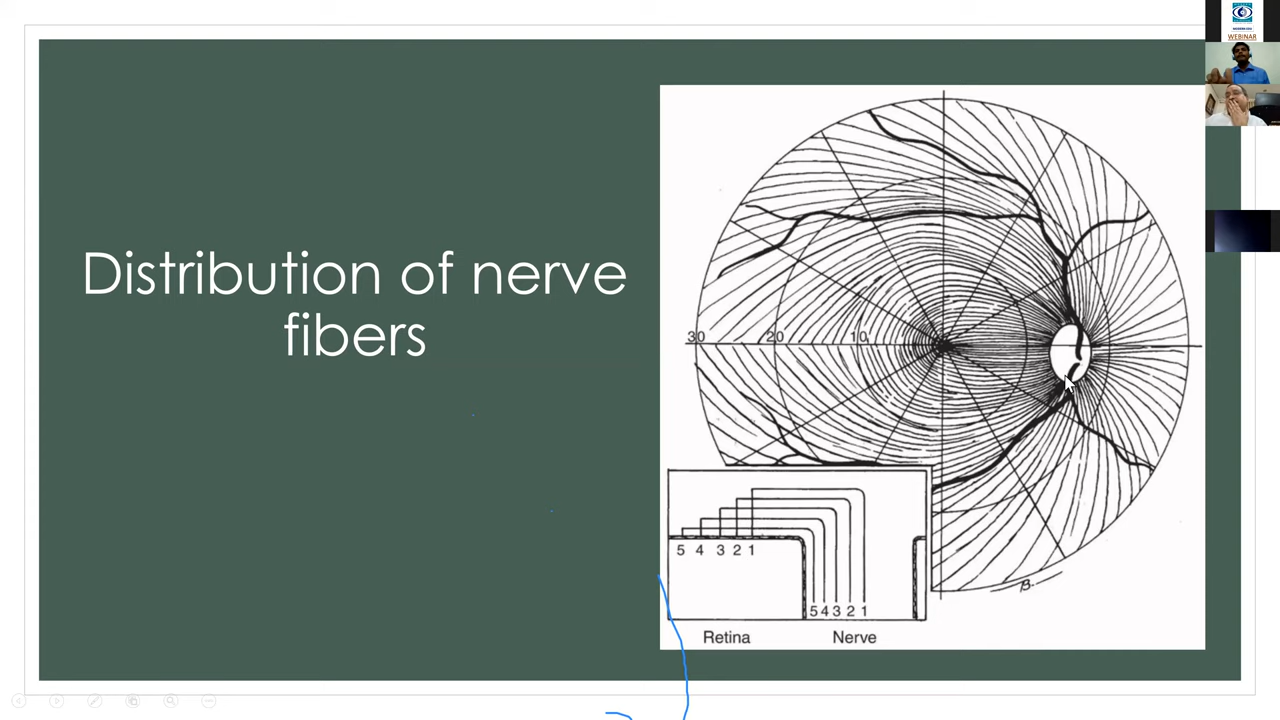 Distribution of nerve
fibers
30 20 10
5 4 3 2 1
5 4 3 2 1
Retina Nerve
WEBINAR